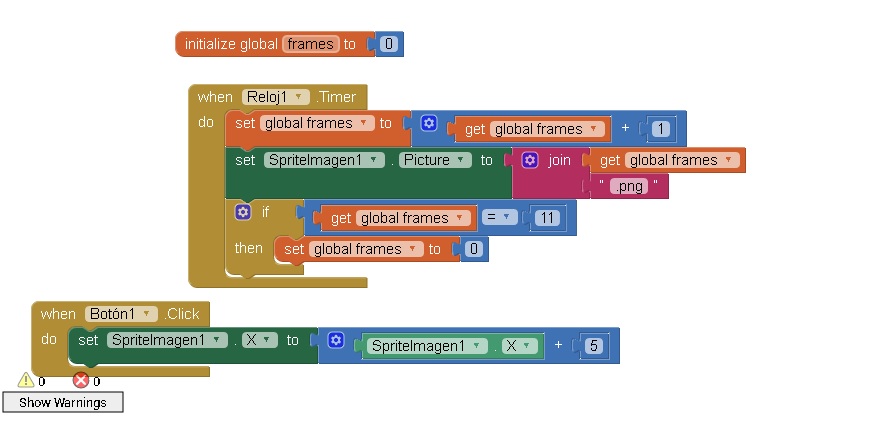 initialize global frames to 0
when Reloj1 .Timer
do set global frames to get global frames + 1
set SpriteImagen1 . Picture to join get global frames
" .png "
if get global frames = 11
then set global frames to 0
when Botón1 .Click
do set SpriteImagen1 . X to SpriteImagen1 . X + 5
0 0
Show Warnings